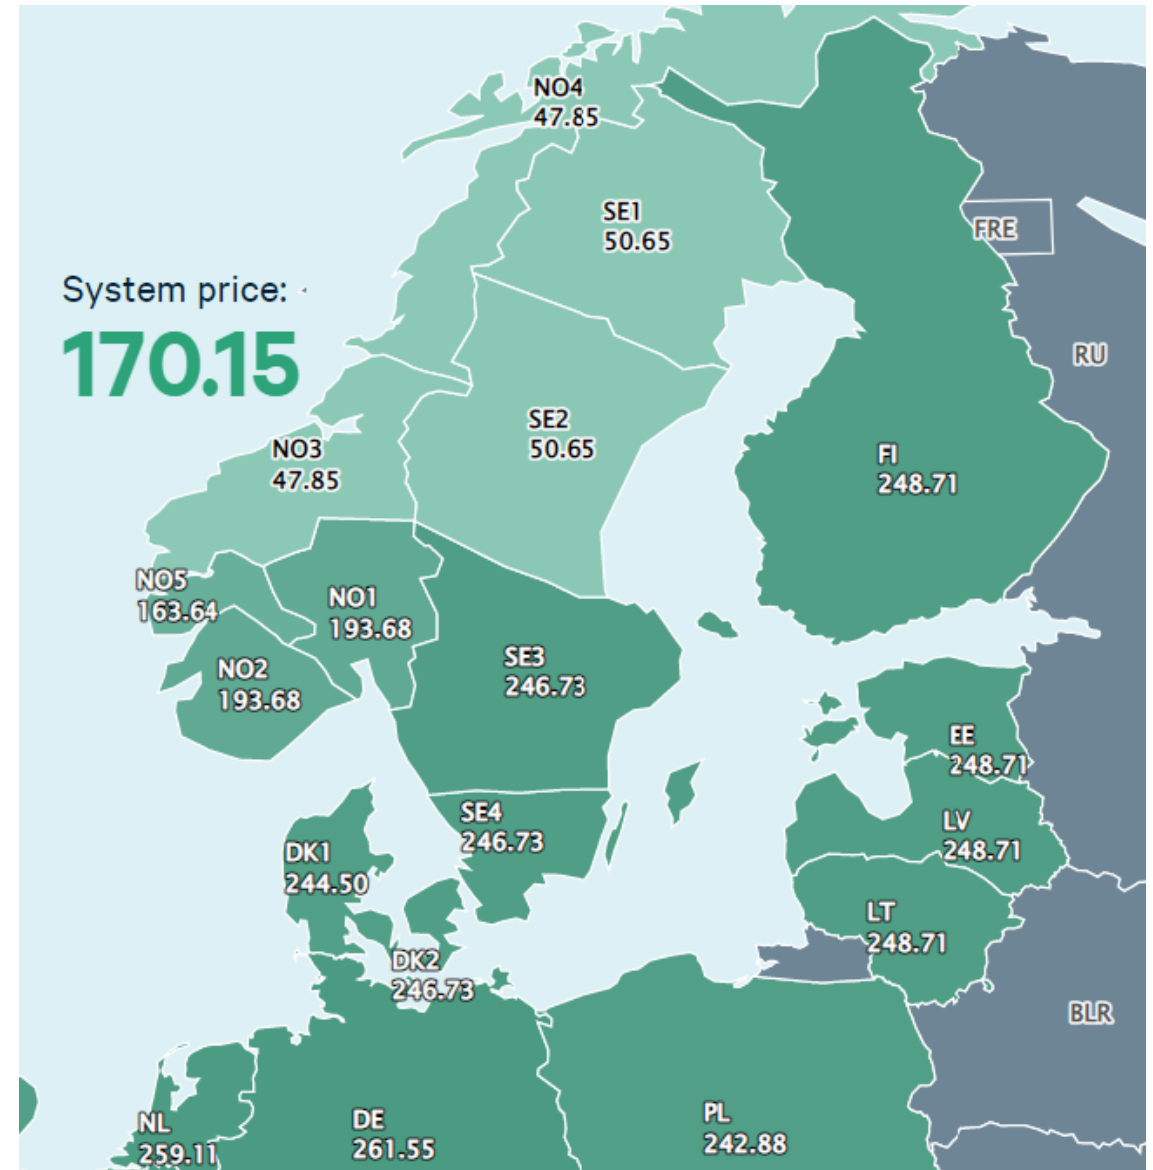 NO4
47.85
SE1
50.65
FRE
System price:
170.15
RU
SE2
50.65
NO3
47.85
FI
248.71
NO5
163.64
NO1
193.68
NO2
193.68
SE3
246.73
EE
248.71
SE4
246.73
LV
248.71
DK1
244.50
LT
248.71
DK2
246.73
BLR
NL
259.11
DE
261.55
PL
242.88